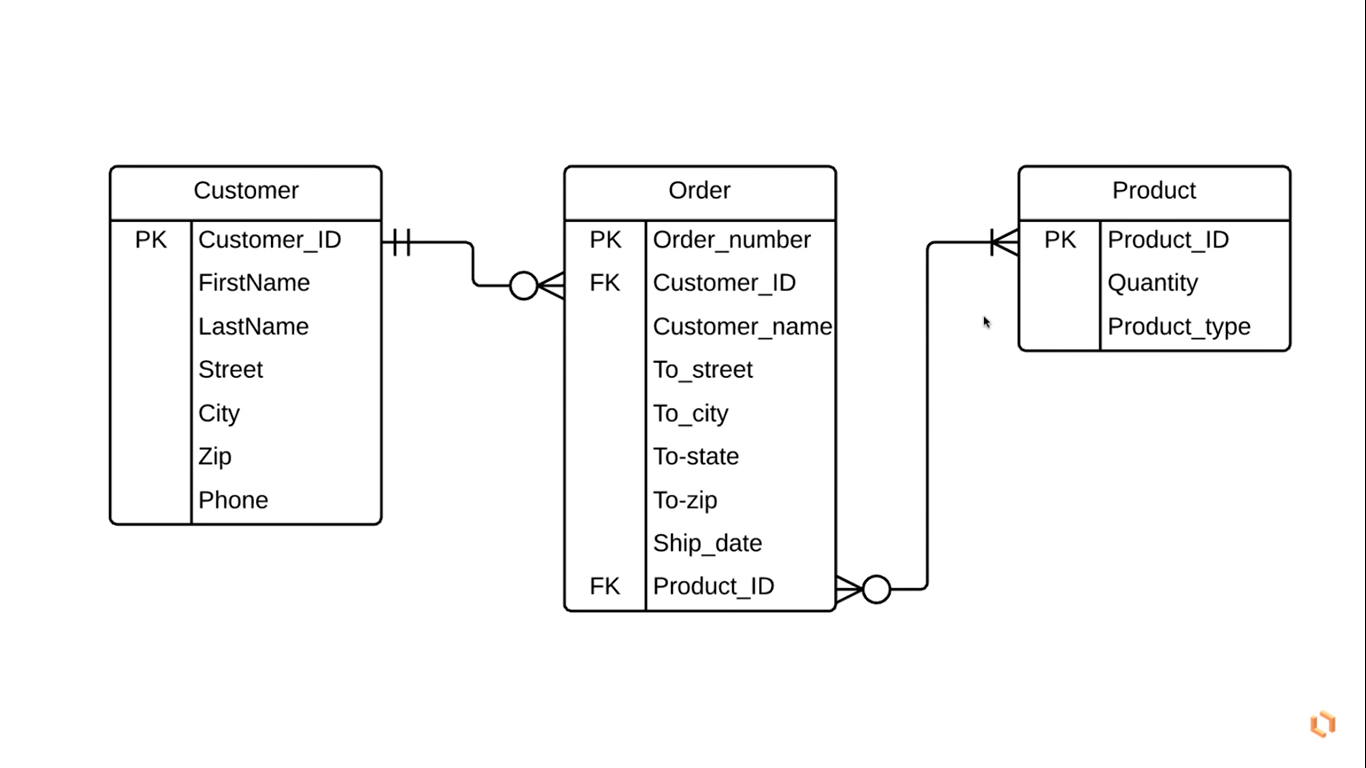 Customer
PK Customer_ID
FirstName
LastName
Street
City
Zip
Phone
Order
PK Order_number
FK Customer_ID
Customer_name
To_street
To_city
To-state
To-zip
Ship_date
FK Product_ID
Product
PK Product_ID
Quantity
Product_type